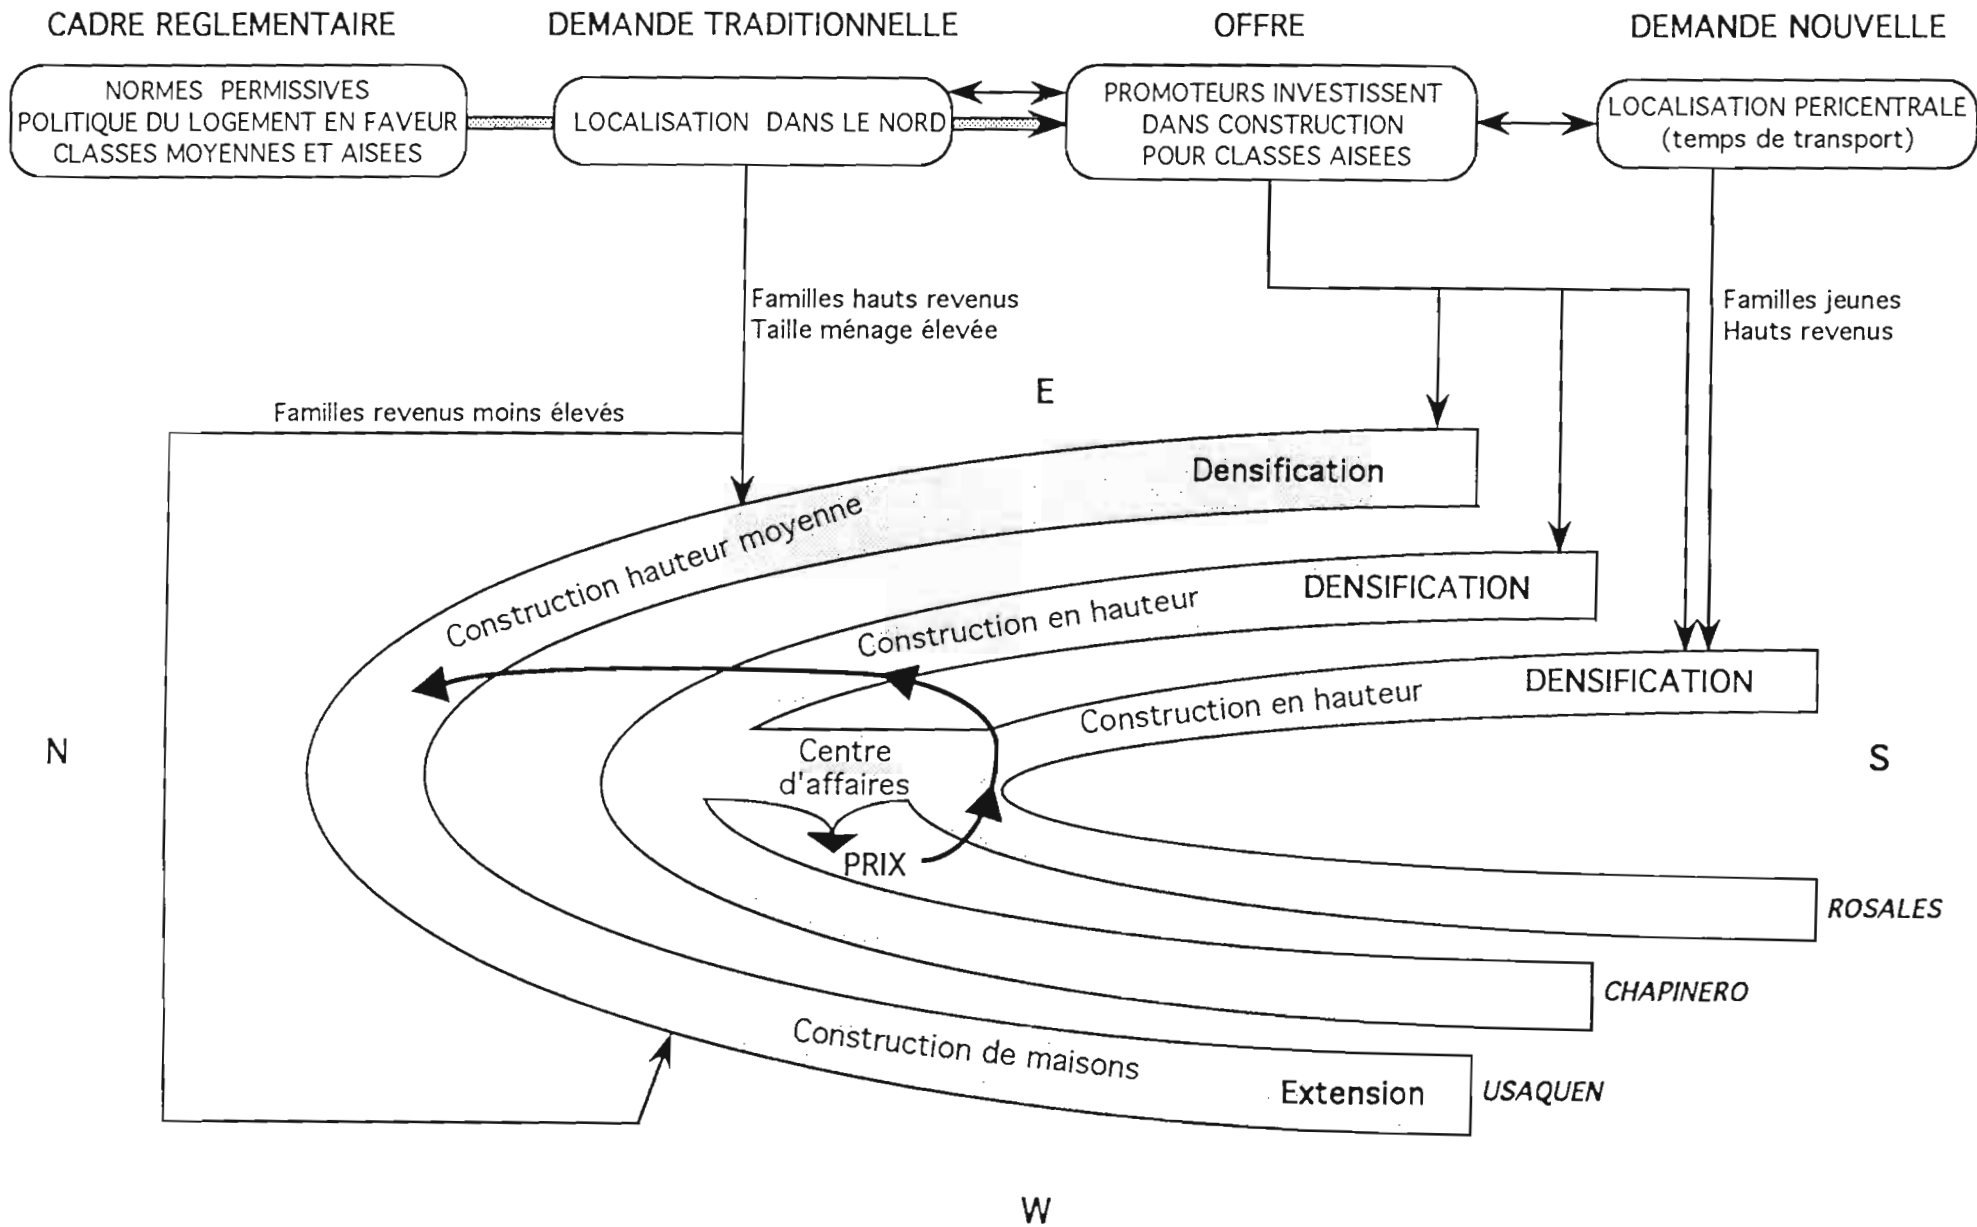 CADRE REGLEMENTAIRE
DEMANDE TRADITIONNELLE
OFFRE
DEMANDE NOUVELLE
NORMES PERMISSIVES
POLITIQUE DU LOGEMENT EN FAVEUR
CLASSES MOYENNES ET AISEES
LOCALISATION DANS LE NORD
PROMOTEURS INVESTISSENT
DANS CONSTRUCTION
POUR CLASSES AISEES
LOCALISATION PERICENTRALE
(temps de transport)
Familles hauts revenus
Taille ménage élevée
Familles jeunes
Hauts revenus
Familles revenus moins élevés
E
Densification
Construction hauteur moyenne
DENSIFICATION
Construction en hauteur
DENSIFICATION
Construction en hauteur
N
Centre
d'affaires
S
PRIX
ROSALES
CHAPINERO
Construction de maisons
Extension
USAQUEN
W